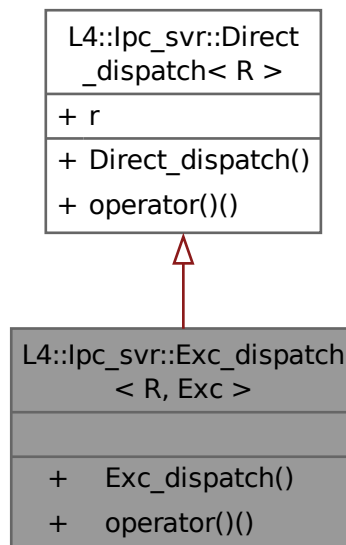 L4::Ipc_svr::Direct
_dispatch< R >
+ r
+ Direct_dispatch()
+ operator()()
L4::Ipc_svr::Exc_dispatch
< R, Exc >
+ Exc_dispatch()
+ operator()()